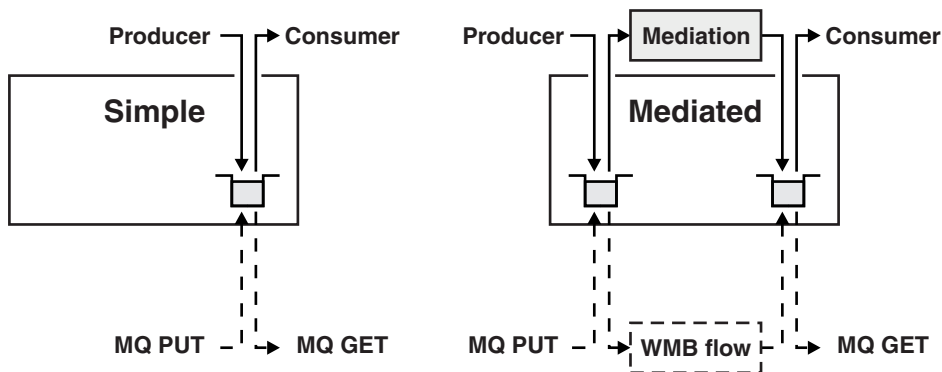 Producer Consumer
Simple
MQ PUT MQ GET
Producer Mediation Consumer
Mediated
MQ PUT WMB flow MQ GET